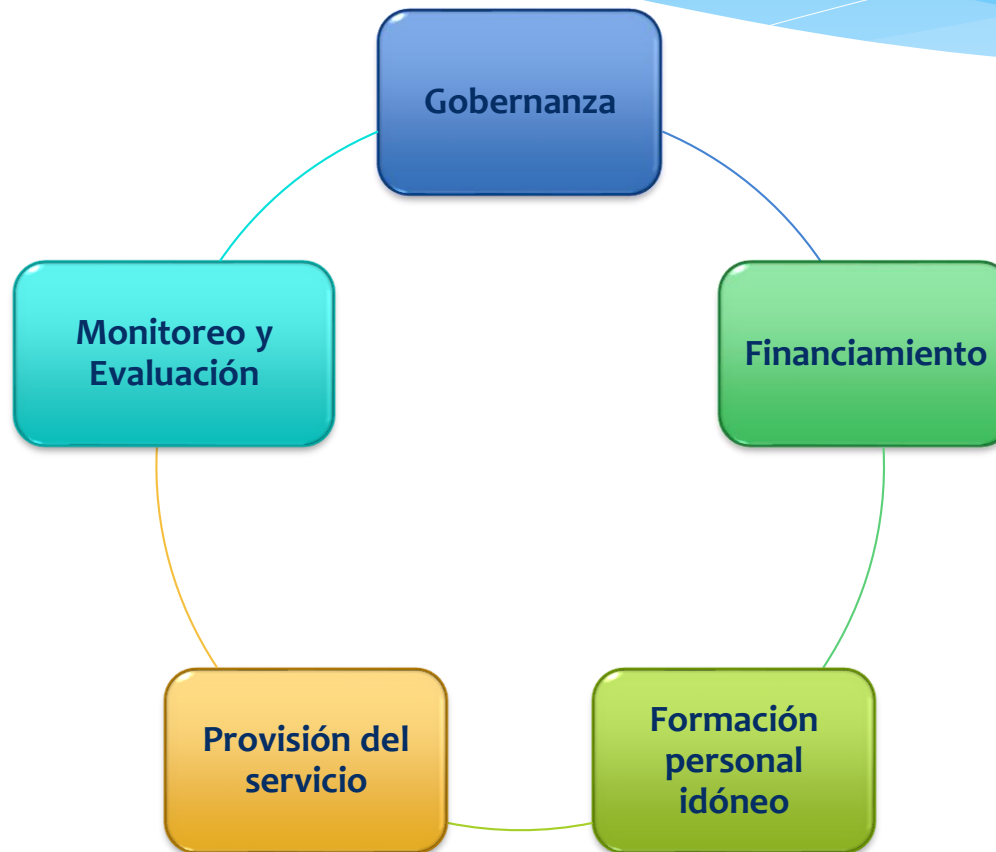 Gobernanza
Financiamiento
Formación
personal
idóneo
Provisión del
servicio
Monitoreo y
Evaluación